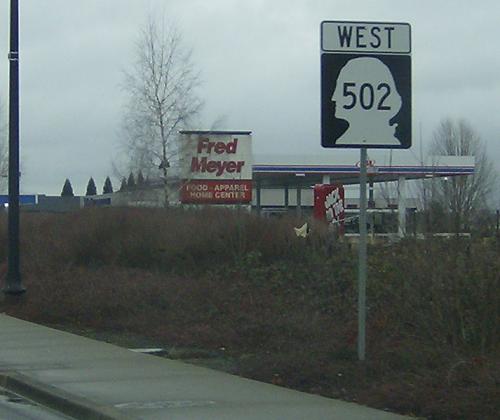 WEST
502
Fred
Meyer
FOOD - APPAREL
HOME CENTER